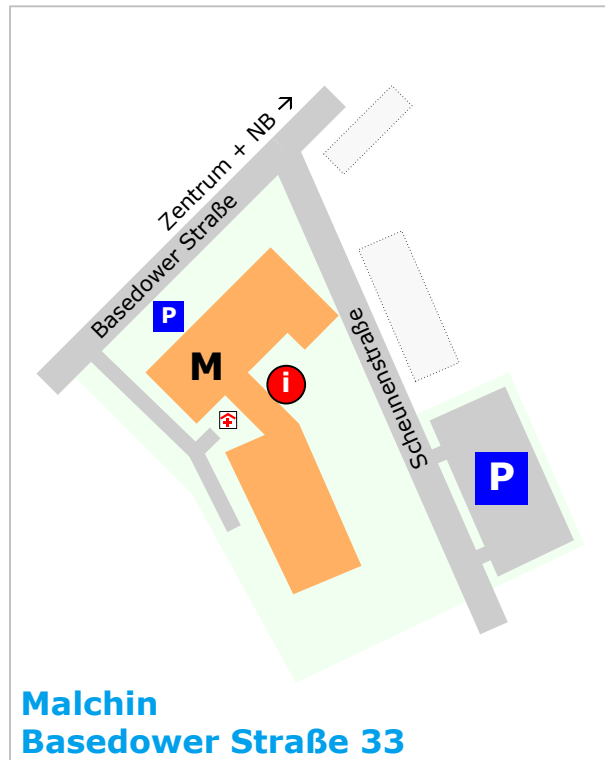 Zentrum + NB ↗
Basedower Straße
P
M
i
Scheunenstraße
P
Malchin
Basedower Straße 33